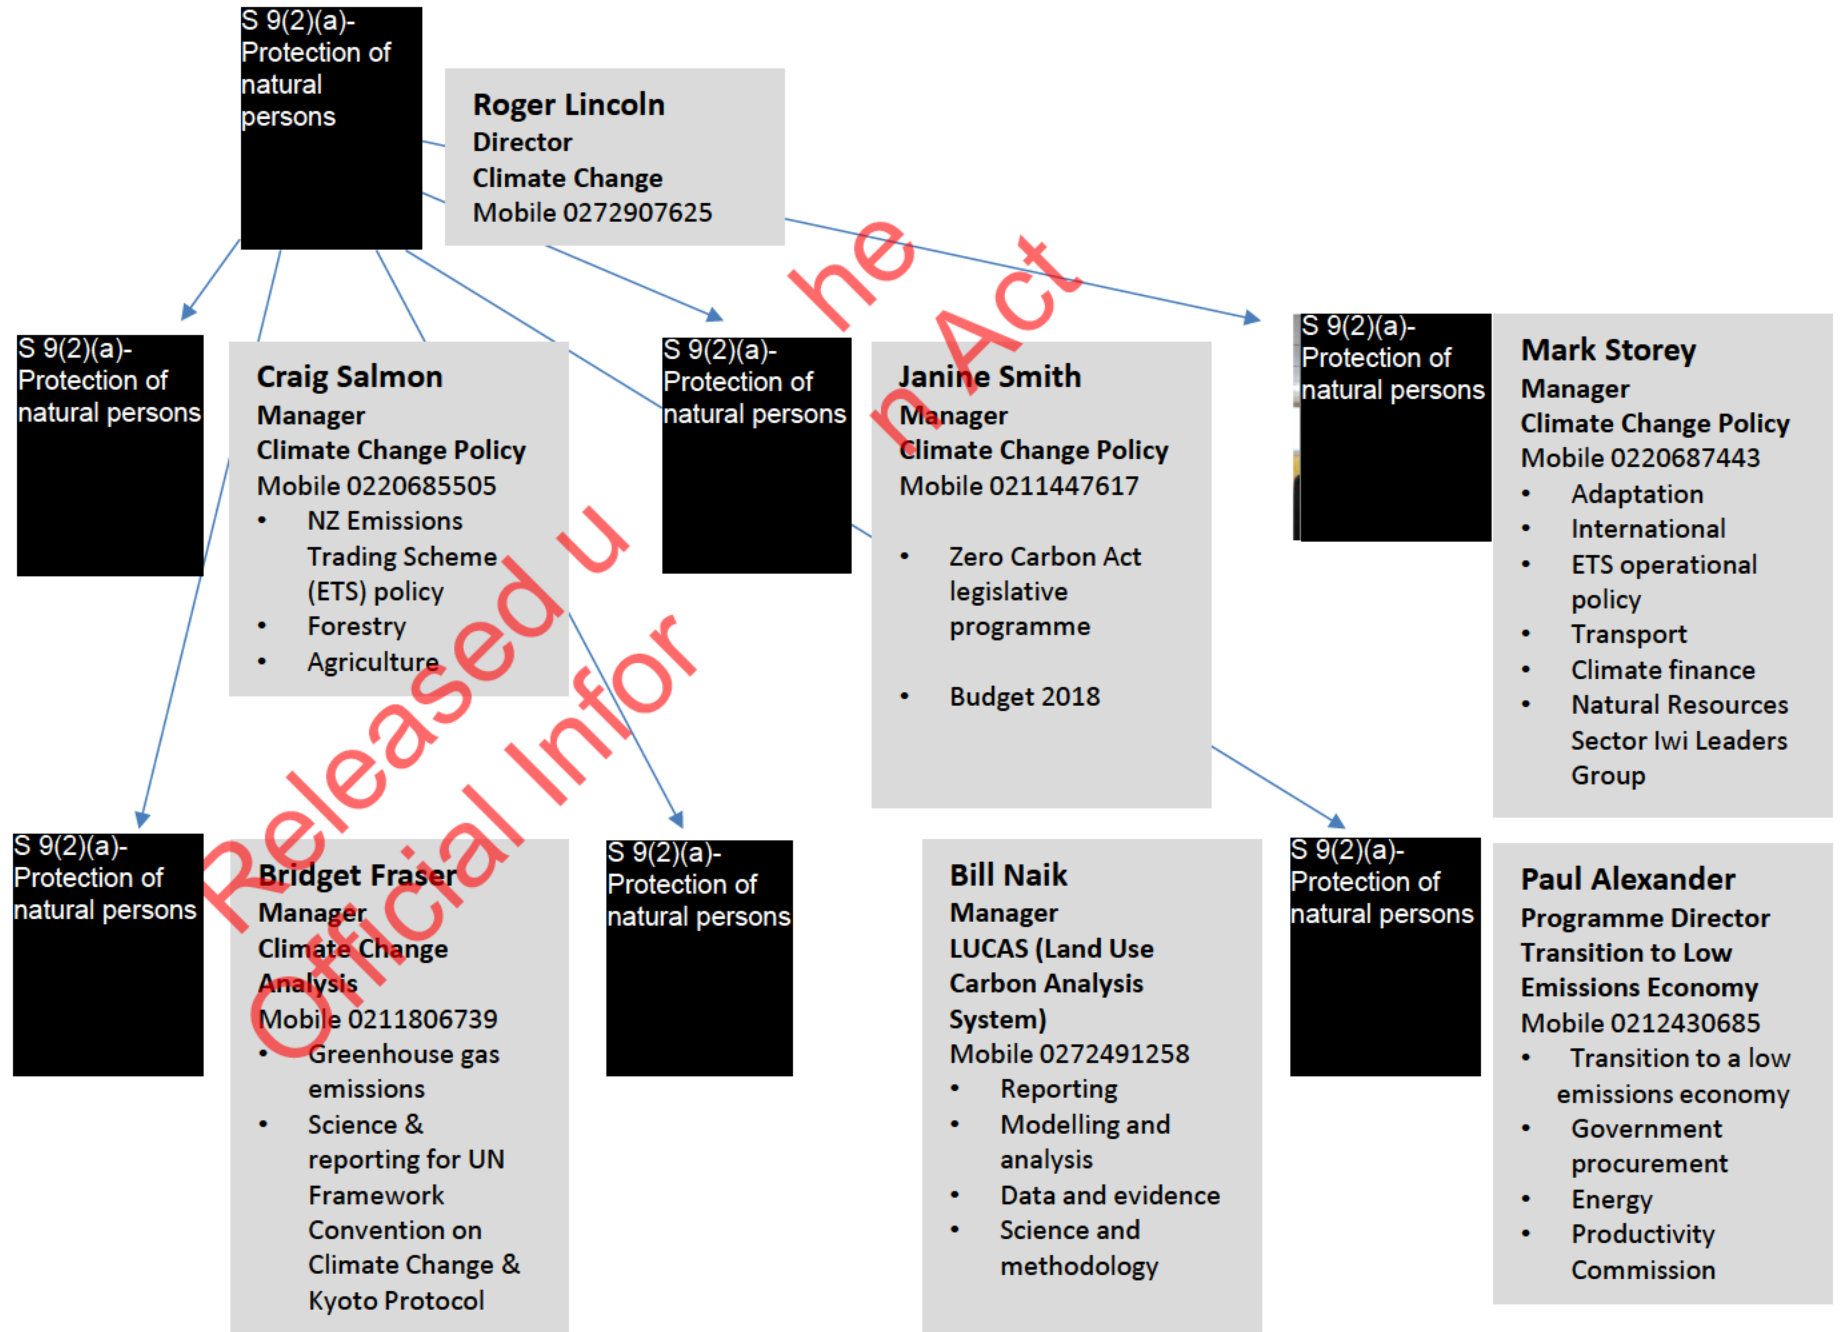 S 9(2)(a)-
Protection of
natural
persons
Roger Lincoln
Director
Climate Change
Mobile 0272907625
S 9(2)(a)-
Protection of
natural persons
Craig Salmon
Manager
Climate Change Policy
Mobile 0220685505
• NZ Emissions
Trading Scheme
(ETS) policy
• Forestry
• Agriculture
S 9(2)(a)-
Protection of
natural persons
Janine Smith
Manager
Climate Change Policy
Mobile 0211447617
• Zero Carbon Act
legislative
programme
• Budget 2018
S 9(2)(a)-
Protection of
natural persons
Mark Storey
Manager
Climate Change Policy
Mobile 0220687443
• Adaptation
• International
• ETS operational
policy
• Transport
• Climate finance
• Natural Resources
Sector Iwi Leaders
Group
S 9(2)(a)-
Protection of
natural persons
Bridget Fraser
Manager
Climate Change
Analysis
Mobile 0211806739
• Greenhouse gas
emissions
• Science &
reporting for UN
Framework
Convention on
Climate Change &
Kyoto Protocol
S 9(2)(a)-
Protection of
natural persons
Bill Naik
Manager
LUCAS (Land Use
Carbon Analysis
System)
Mobile 0272491258
• Reporting
• Modelling and
analysis
• Data and evidence
• Science and
methodology
S 9(2)(a)-
Protection of
natural persons
Paul Alexander
Programme Director
Transition to Low
Emissions Economy
Mobile 0212430685
• Transition to a low
emissions economy
• Government
procurement
• Energy
• Productivity
Commission
Released u he
Official Infor n Act